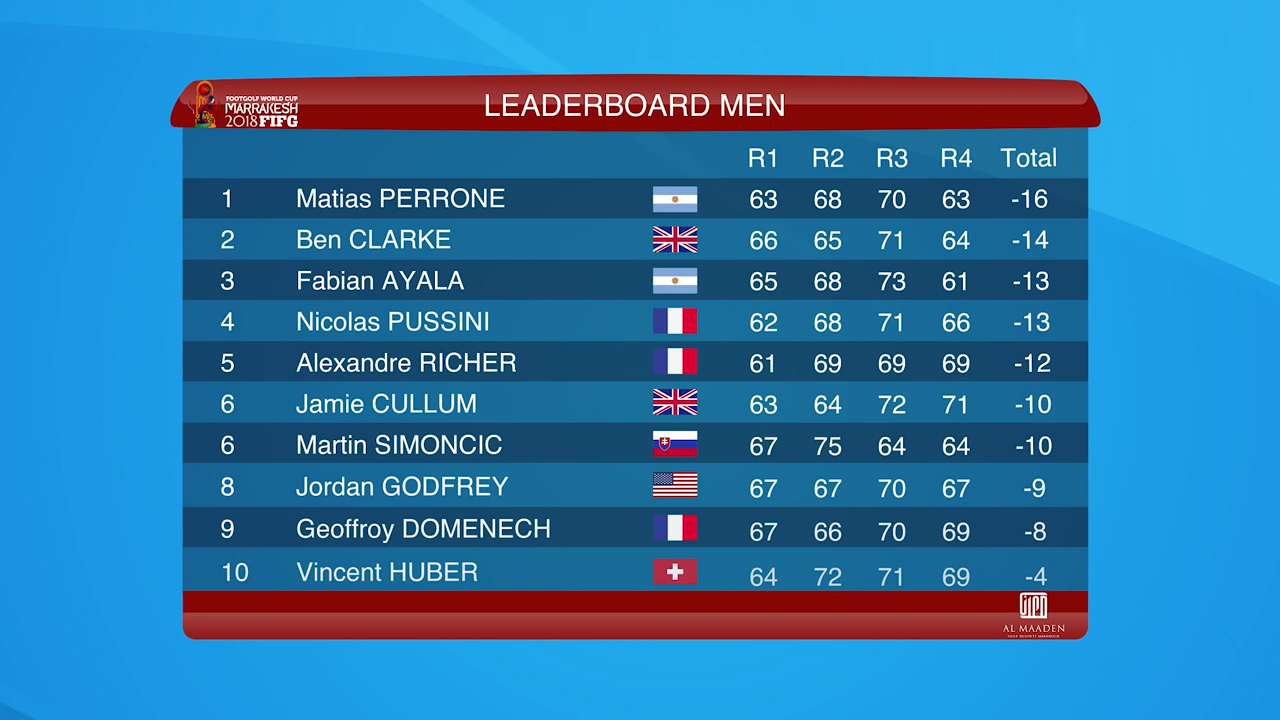 FOOTGOLF WORLD CUP
MARRAKESH
2018 FIFG
LEADERBOARD MEN
R1 R2 R3 R4 Total
1 Matias PERRONE 63 68 70 63 -16
2 Ben CLARKE 66 65 71 64 -14
3 Fabian AYALA 65 68 73 61 -13
4 Nicolas PUSSINI 62 68 71 66 -13
5 Alexandre RICHER 61 69 69 69 -12
6 Jamie CULLUM 63 64 72 71 -10
6 Martin SIMONCIC 67 75 64 64 -10
8 Jordan GODFREY 67 67 70 67 -9
9 Geoffroy DOMENECH 67 66 70 69 -8
10 Vincent HUBER 64 72 71 69 -4
AL MAADEN
GOLF RESORTS MARRAKECH